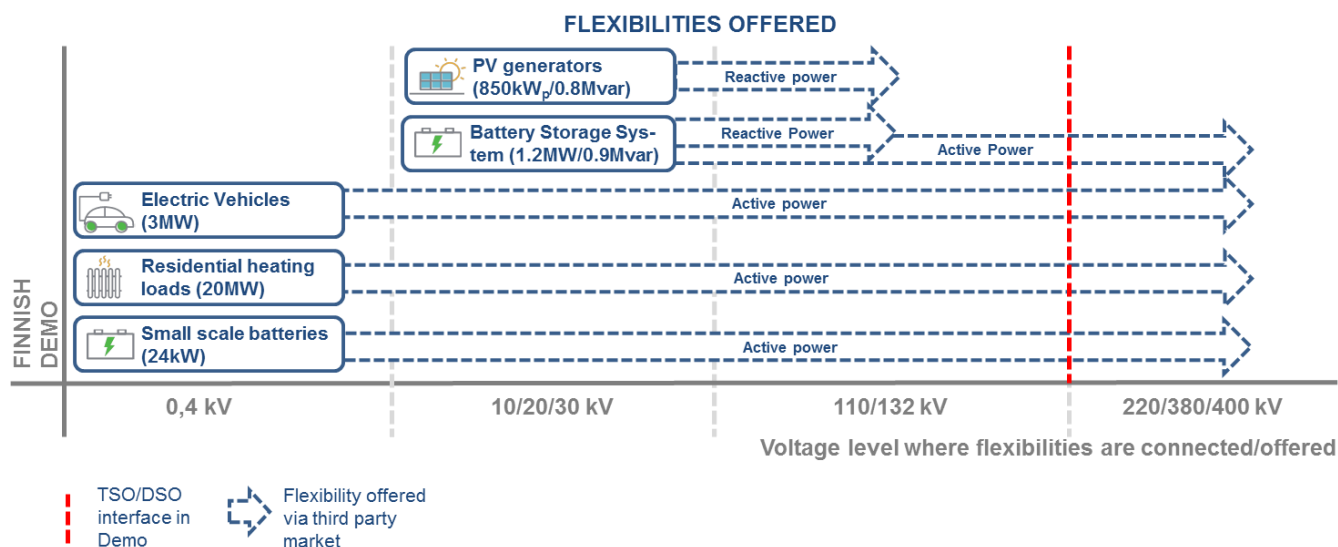 FLEXIBILITIES OFFERED
PV generators
(850kWp/0.8Mvar)
Reactive power
Battery Storage Sys-
tem (1.2MW/0.9Mvar)
Reactive Power
Active Power
Electric Vehicles
(3MW)
Active power
Residential heating
loads (20MW)
Active power
Small scale batteries
(24kW)
Active power
FINNISH
DEMO
0,4 kV
10/20/30 kV
110/132 kV
220/380/400 kV
Voltage level where flexibilities are connected/offered
TSO/DSO
interface in
Demo
Flexibility offered
via third party
market